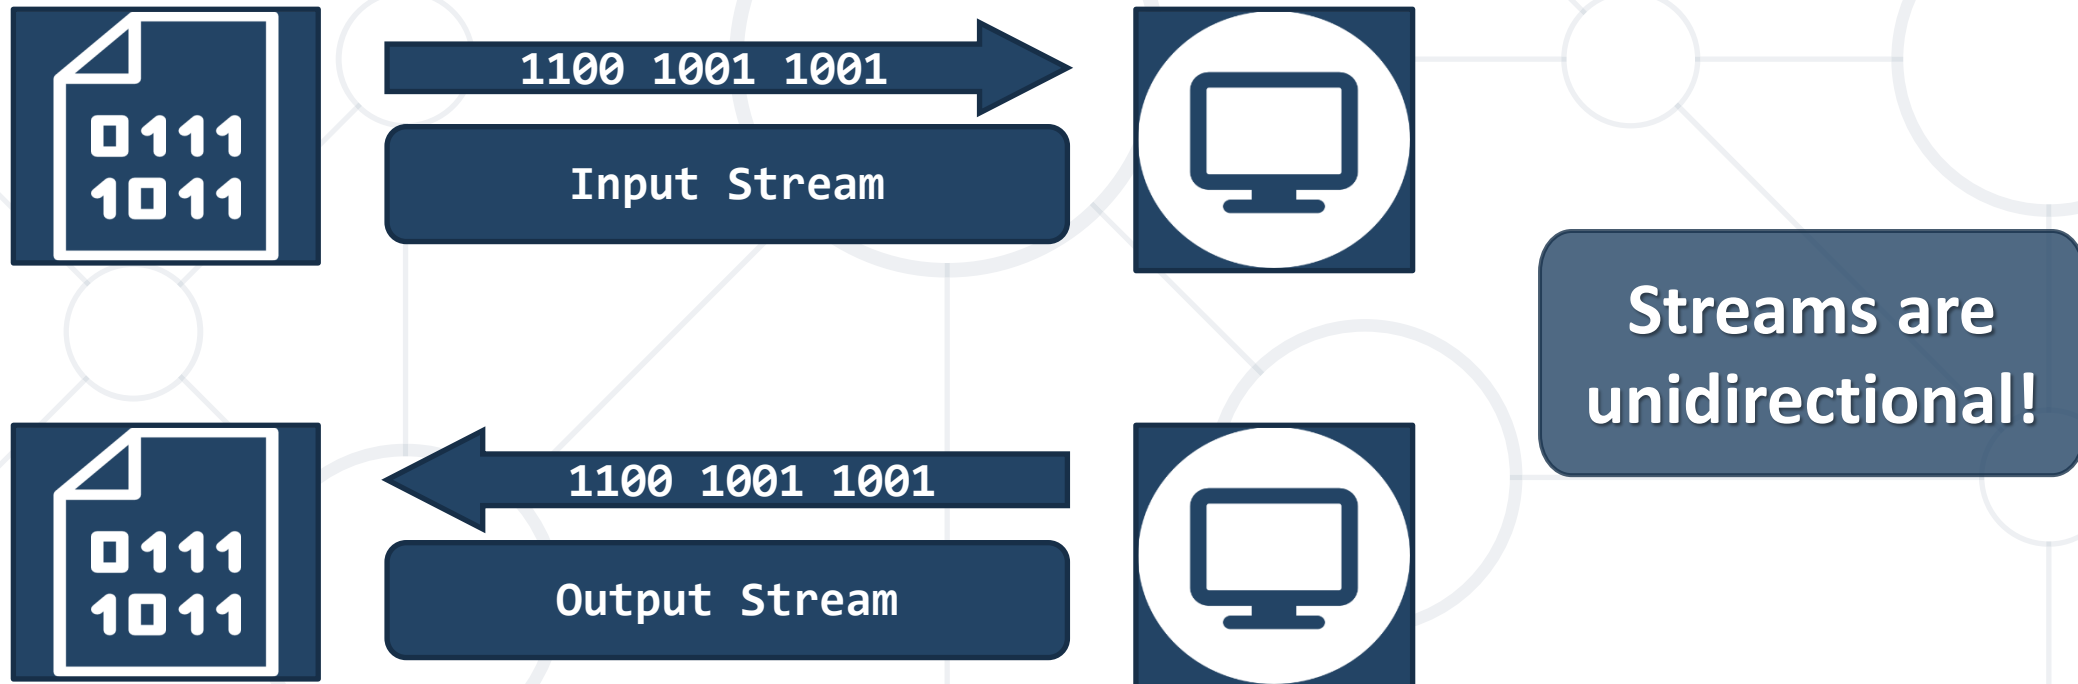 0111
1011
1100 1001 1001
Input Stream
Streams are
unidirectional!
0111
1011
1100 1001 1001
Output Stream